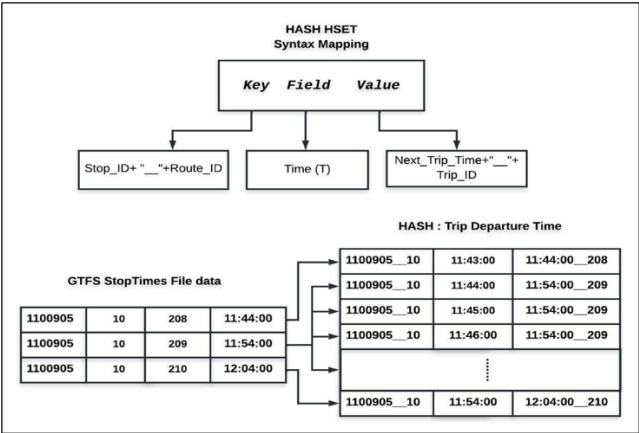 HASH HSET
Syntax Mapping
Key Field Value
Stop_ID+ "__"+Route_ID
Time (T)
Next_Trip_Time+"__"+
Trip_ID
HASH : Trip Departure Time
GTFS StopTimes File data
1100905__10 11:43:00 11:44:00__208
1100905__10 11:44:00 11:54:00__209
1100905__10 11:45:00 11:54:00__209
1100905__10 11:46:00 11:54:00__209
1100905__10 11:54:00 12:04:00__210
1100905 10 208 11:44:00
1100905 10 209 11:54:00
1100905 10 210 12:04:00